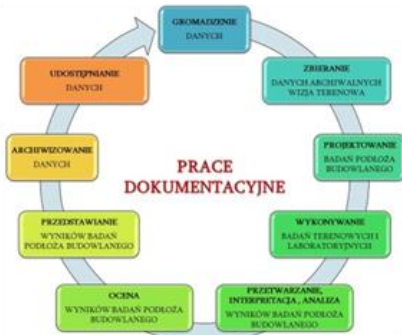 GROMADZENIE
DANYCH
ZBIERANIE
DANYCH ARCHIWALNYCH
WIZJA TERENOWA
PROJEKTOWANIE
BADAŃ PODŁOŻA
BUDOWLANEGO
WYKONYWANIE
BADAŃ TERENOWYCH I
LABORATORYJNYCH
PRZETWARZANIE,
INTERPRETACJA, ANALIZA
WYNIKÓW BADAŃ PODŁOŻA
BUDOWLANEGO
OCENA
WYNIKÓW BADAŃ PODŁOŻA
BUDOWLANEGO
PRZEDSTAWIANIE
WYNIKÓW BADAŃ
PODŁOŻA BUDOWLANEGO
ARCHIWIZOWANIE
DANYCH
UDOSTĘPNIANIE
DANYCH
PRACE
DOKUMENTACYJNE